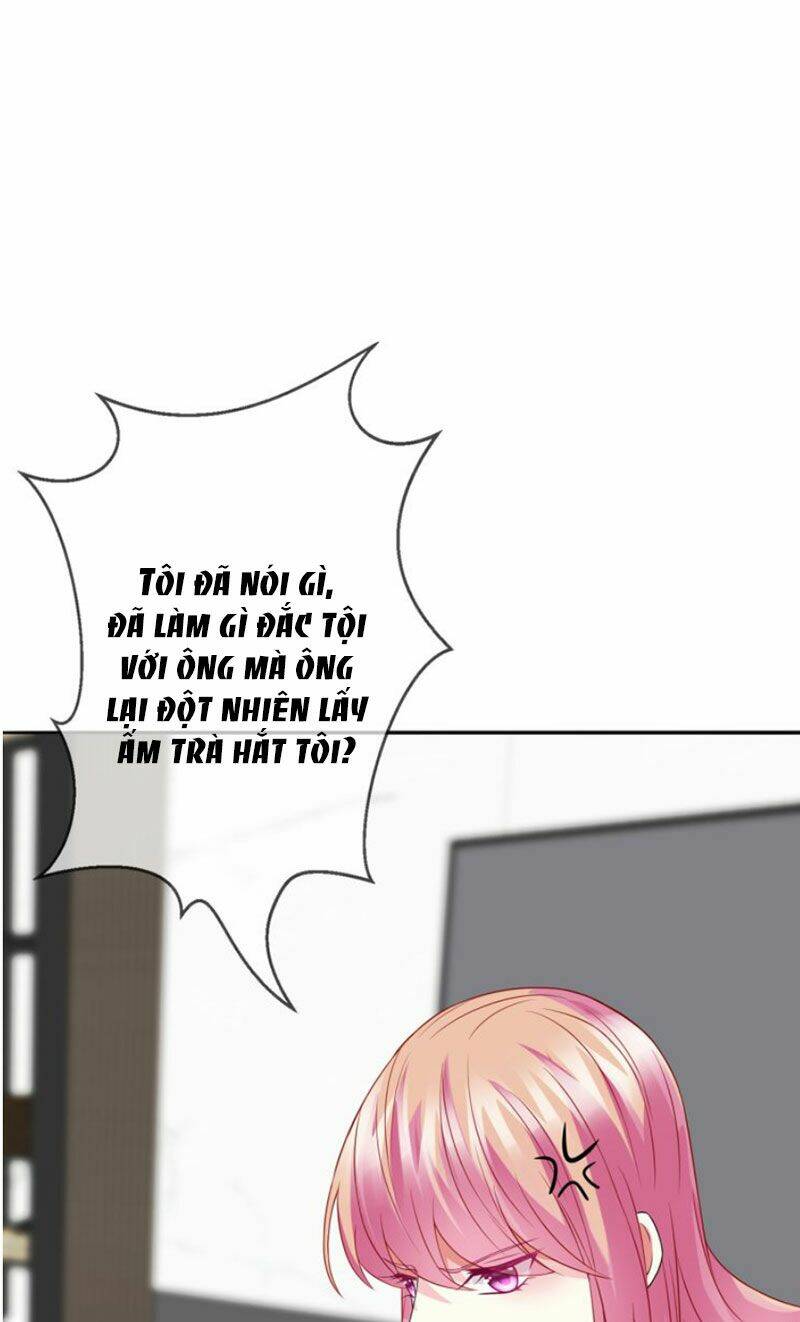 TÔI ĐÃ NÓI GÌ,
ĐÃ LÀM GÌ ĐẮC TỘI
VỚI ÔNG MÀ ÔNG
LẠI ĐỘT NHIÊN LẤY
ẤM TRÀ HẮT TÔI?